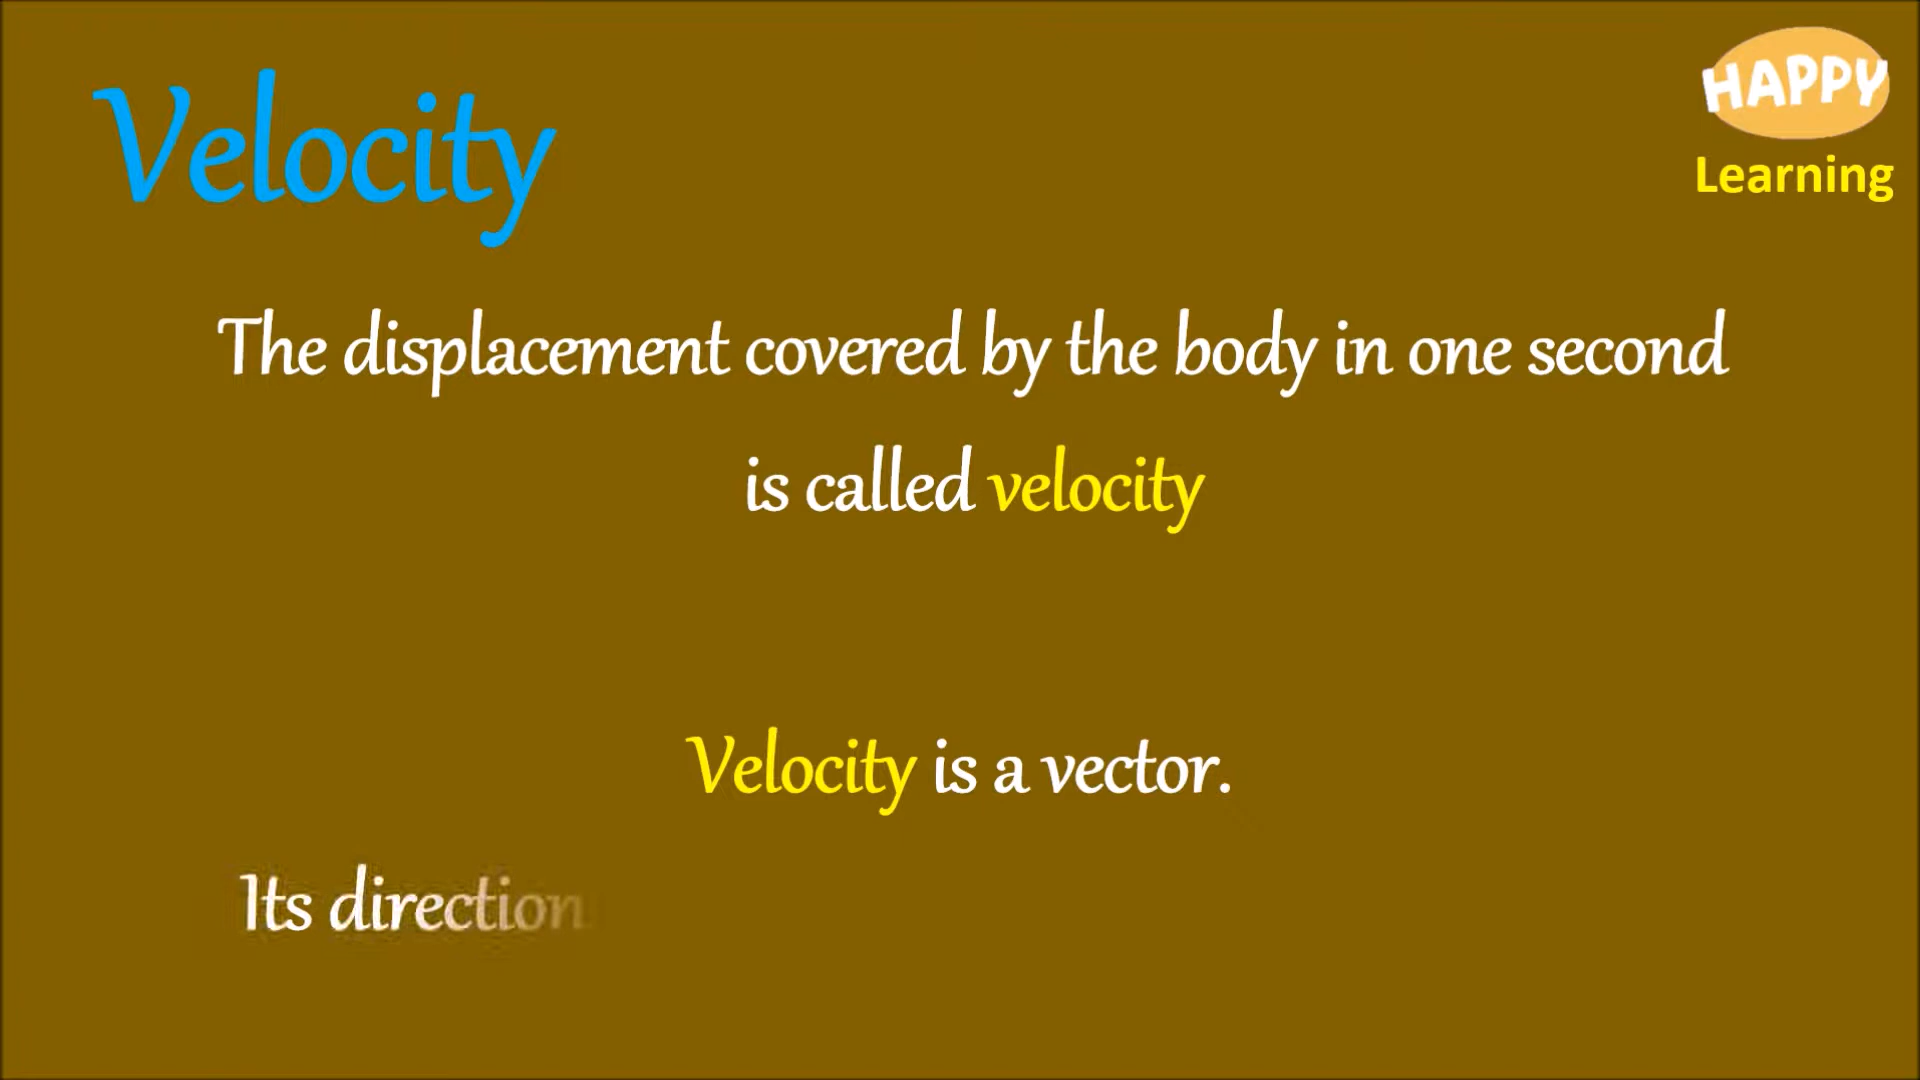 HAPPY
Learning
Velocity
The displacement covered by the body in one second
is called velocity
Velocity is a vector.
Its direction